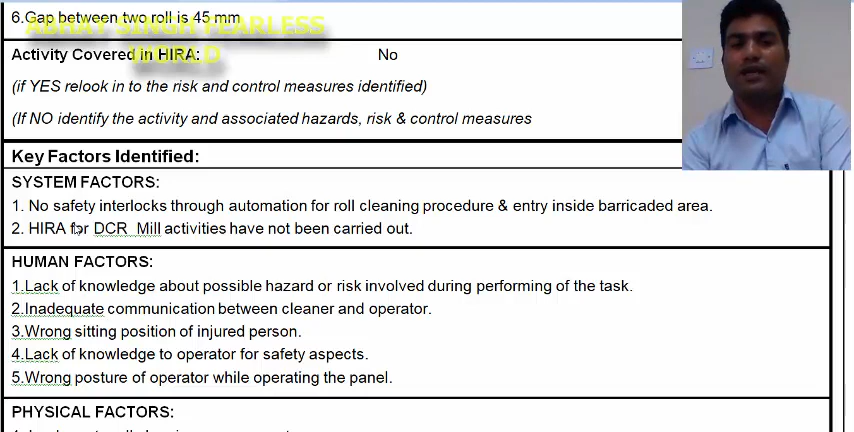 6.Gap between two roll is 45 mm
ABHAY SINGH FEARLESS
WORLD
Activity Covered in HIRA: No
(if YES relook in to the risk and control measures identified)
(If NO identify the activity and associated hazards, risk & control measures
Key Factors Identified:
SYSTEM FACTORS:
1. No safety interlocks through automation for roll cleaning procedure & entry inside barricaded area.
2. HIRA for DCR Mill activities have not been carried out.
HUMAN FACTORS:
1.Lack of knowledge about possible hazard or risk involved during performing of the task.
2.Inadequate communication between cleaner and operator.
3.Wrong sitting position of injured person.
4.Lack of knowledge to operator for safety aspects.
5.Wrong posture of operator while operating the panel.
PHYSICAL FACTORS: